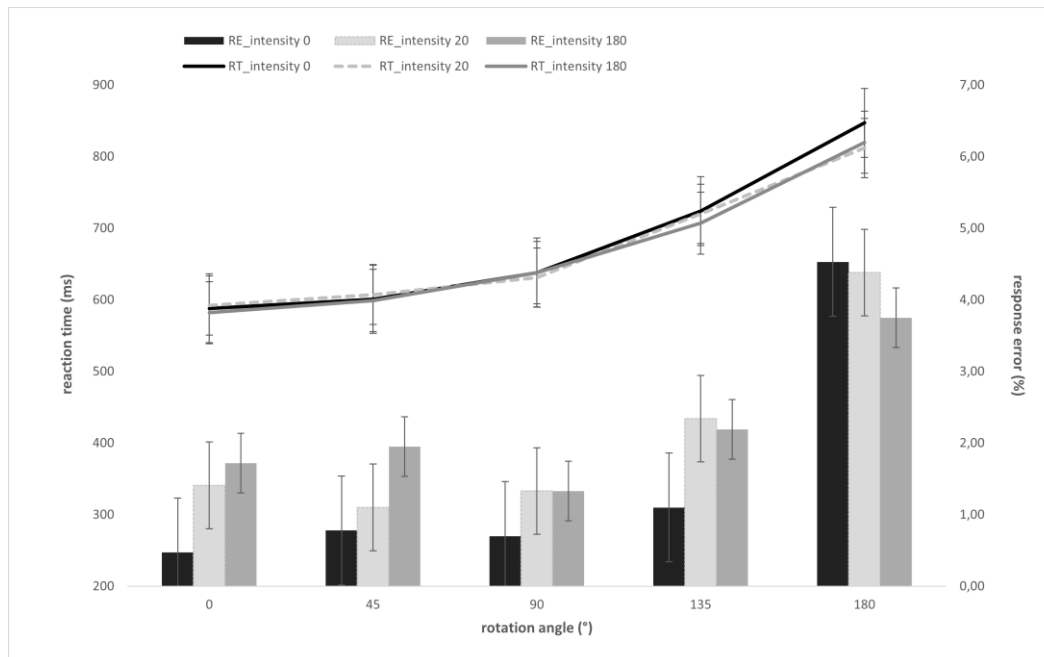 RE_intensity 0 RE_intensity 20 RE_intensity 180
RT_intensity 0 RT_intensity 20 RT_intensity 180
900 7,00
800 6,00
700 5,00
600 4,00
500 3,00
400 2,00
300 1,00
200 0,00
reaction time (ms)
response error (%)
0 45 90 135 180
rotation angle (°)